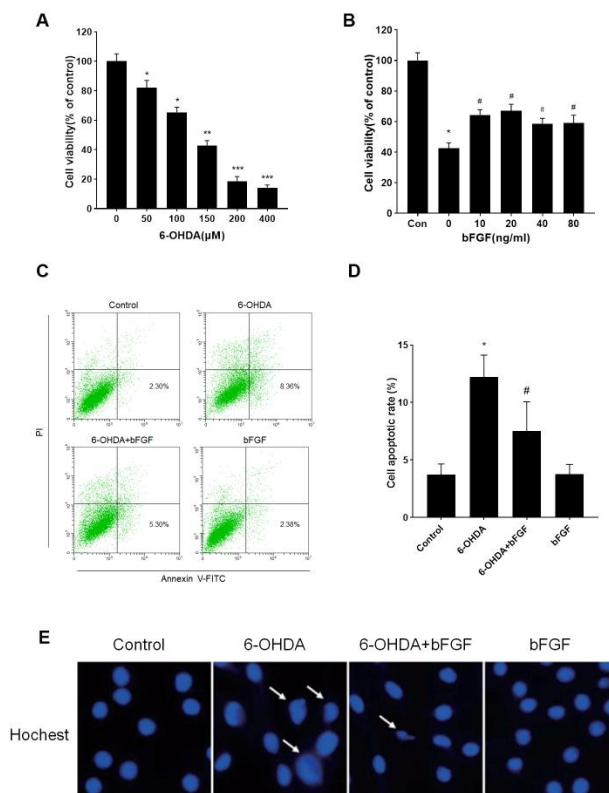 A
Cell viability(% of control)
120
100
80
60
40
20
0
*
*
**
***
***
0 50 100 150 200 400
6-OHDA(μM)
B
Cell viability(% of control)
120
100
80
60
40
20
0
*
#
#
#
#
Con 0 10 20 40 80
bFGF(ng/ml)
C
Control
6-OHDA
2.30%
8.36%
PI
6-OHDA+bFGF
bFGF
5.30%
2.38%
Annexin V-FITC
D
Cell apoptotic rate (%)
15
10
5
0
*
#
Control
6-OHDA
6-OHDA+bFGF
bFGF
E
Control 6-OHDA 6-OHDA+bFGF bFGF
Hochest